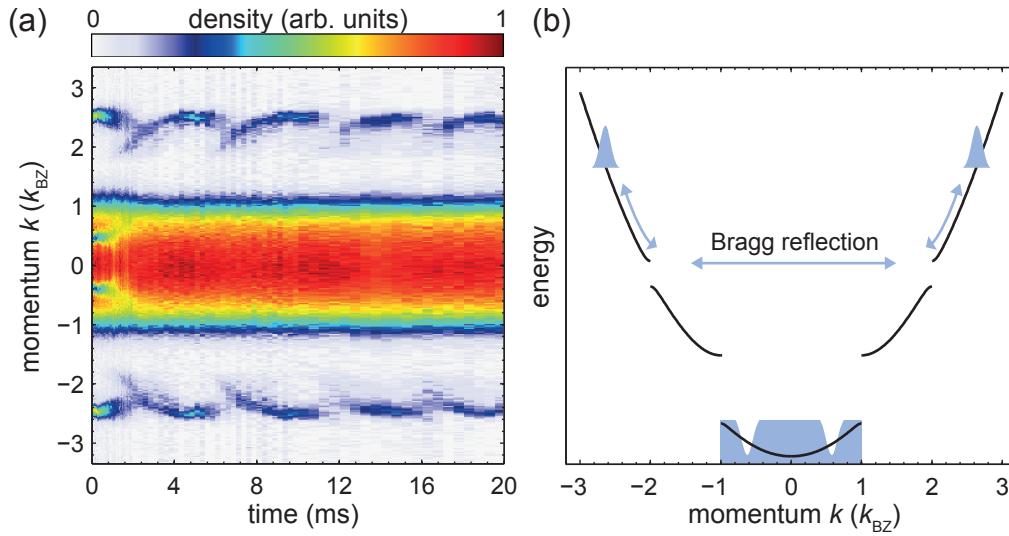 (a)
0 density (arb. units) 1
3
2
1
0
−1
−2
−3
momentum k (kBZ)
0 4 8 12 16 20
time (ms)
(b)
energy
Bragg reflection
−3 −2 −1 0 1 2 3
momentum k (kBZ)